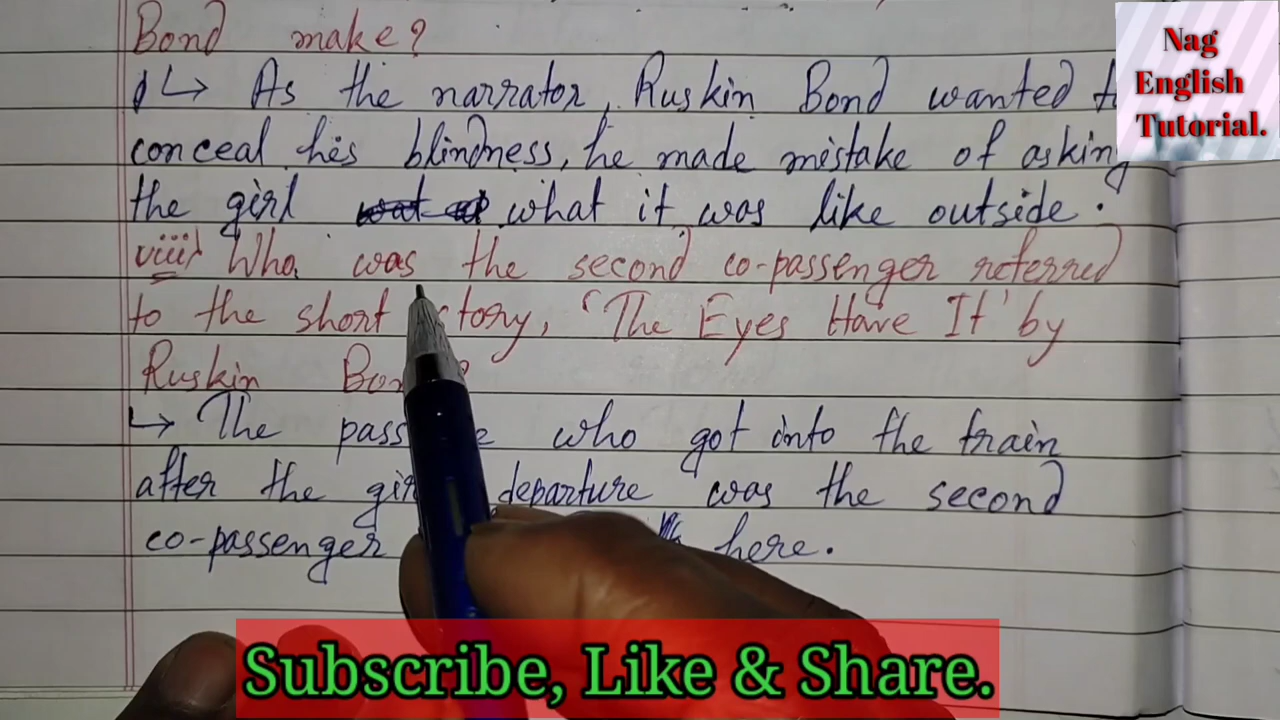 Bond make?
↳ As the narrator, Ruskin Bond wanted
conceal his blindness, he made mistake of asking
the girl what it was like outside.
viii) Who was the second co-passenger referred
to the short story, 'The Eyes Have It' by
Ruskin Bond?
↳ The who got into the train
after the departure was the second
co-passenger here.
Nag
English
Tutorial.
Subscribe, Like & Share.